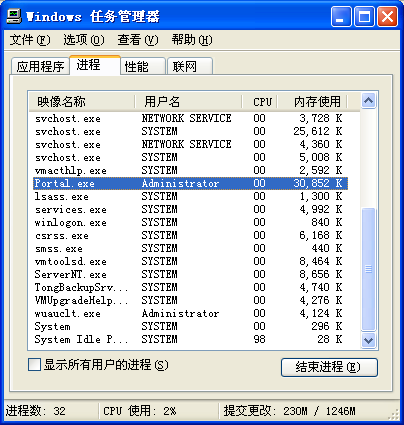 Windows 任务管理器
文件(F) 选项(O) 查看(V) 帮助(H)
应用程序 进程 性能 联网
映像名称 用户名 CPU 内存使用
svchost.exe NETWORK SERVICE 00 3,728 K
svchost.exe SYSTEM 00 25,612 K
svchost.exe NETWORK SERVICE 00 4,360 K
svchost.exe SYSTEM 00 5,008 K
vmacthlp.exe SYSTEM 00 2,592 K
Portal.exe Administrator 00 30,852 K
lsass.exe SYSTEM 00 1,300 K
services.exe SYSTEM 00 4,992 K
winlogon.exe SYSTEM 00 840 K
csrss.exe SYSTEM 00 6,168 K
smss.exe SYSTEM 00 440 K
vmtoolsd.exe SYSTEM 00 8,464 K
ServerNT.exe SYSTEM 00 8,656 K
TongBackupSrv... SYSTEM 00 4,740 K
VMUpgradeHelp... SYSTEM 00 4,276 K
wuauclt.exe Administrator 00 4,124 K
System SYSTEM 00 296 K
System Idle P... SYSTEM 98 28 K
显示所有用户的进程(S) 结束进程(E)
进程数: 32 CPU 使用: 2% 提交更改: 230M / 1246M